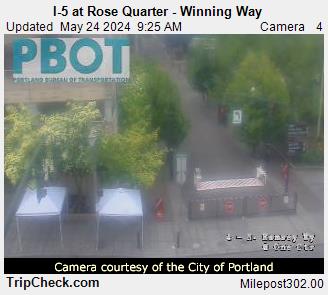 I-5 at Rose Quarter - Winning Way
Updated May 24 2024 9:25 AM Camera 4
PBOT
PORTLAND BUREAU OF TRANSPORTATION
Camera courtesy of the City of Portland
TripCheck.com Milepost302.00